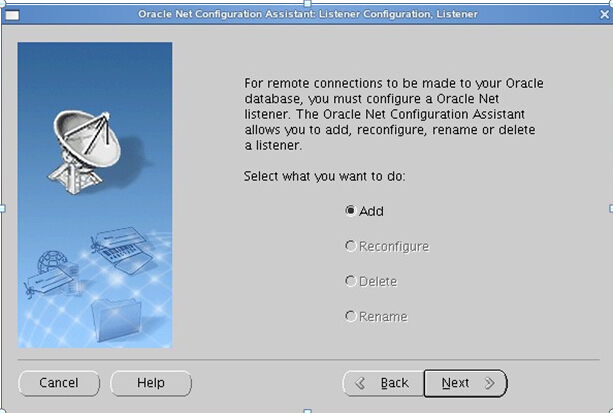 Oracle Net Configuration Assistant: Listener Configuration, Listener
For remote connections to be made to your Oracle
database, you must configure a Oracle Net
listener. The Oracle Net Configuration Assistant
allows you to add, reconfigure, rename or delete
a listener.
Select what you want to do:
Add
Reconfigure
Delete
Rename
Cancel
Help
Back
Next